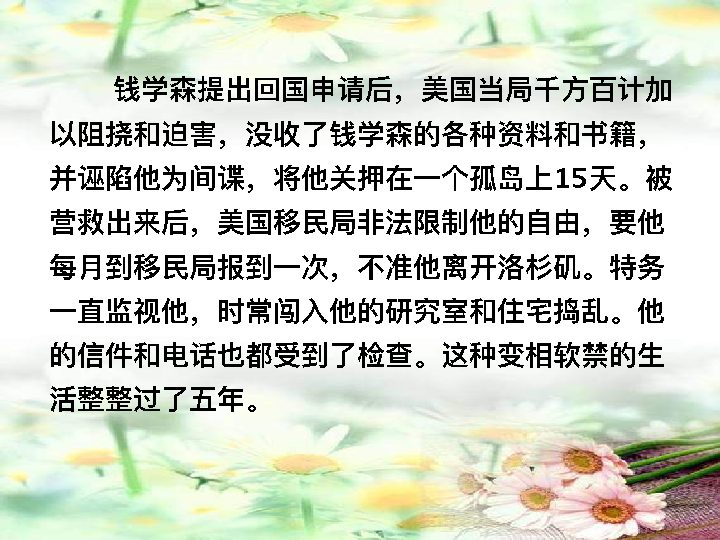 钱学森提出回国申请后，美国当局千方百计加
以阻挠和迫害，没收了钱学森的各种资料和书籍，
并诬陷他为间谍，将他关押在一个孤岛上15天。被
营救出来后，美国移民局非法限制他的自由，要他
每月到移民局报到一次，不准他离开洛杉矶。特务
一直监视他，时常闯入他的研究室和住宅捣乱。他
的信件和电话也都受到了检查。这种变相软禁的生
活整整过了五年。